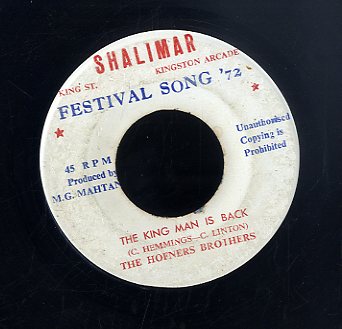 SHALIMAR
KING ST. KINGSTON ARCADE
FESTIVAL SONG '72
45 RPM
Produced by
M.G. MAHTAN
Unauthorised
Copying is
Prohibited
THE KING MAN IS BACK
(C. HEMMINGS—C. LINTON)
THE HOFNERS BROTHERS